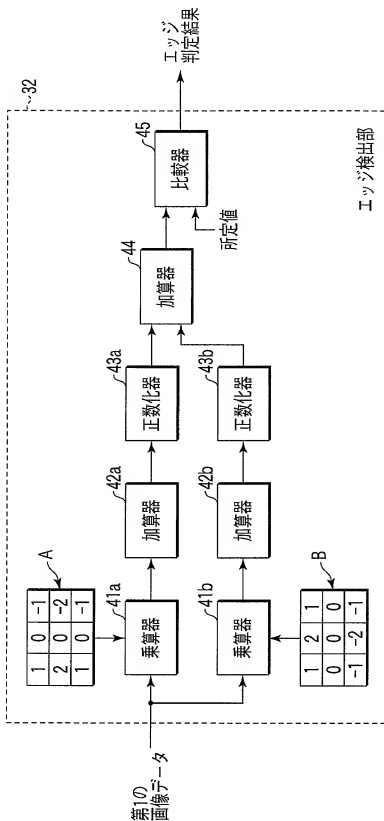 32
エッジ検出部
第1の
画像データ
A
1 0 -1
2 0 -2
1 0 -1
41a
乗算器
42a
加算器
43a
正数化器
41b
乗算器
42b
加算器
43b
正数化器
B
1 2 1
0 0 0
-1 -2 -1
44
加算器
所定値
45
比較器
エッジ
判定結果